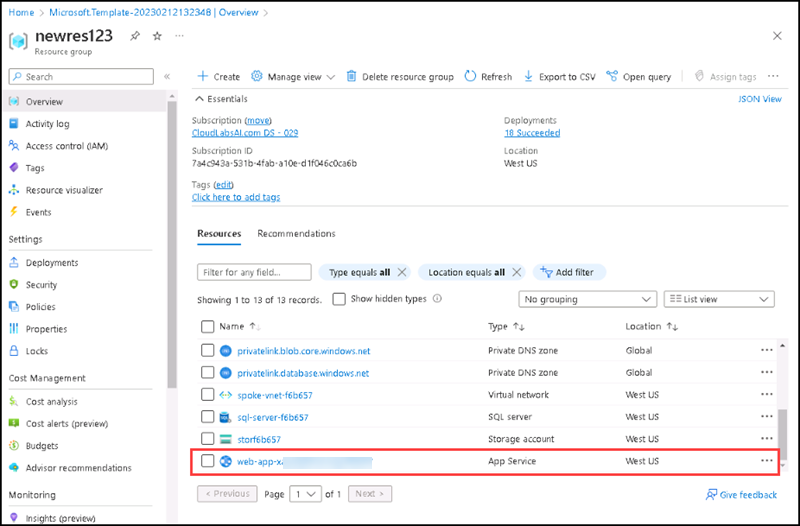 Home > Microsoft.Template-20230212132348 | Overview >
newres123
Resource group
Search
Create Manage view Delete resource group Refresh Export to CSV Open query Assign tags
Overview
Activity log
Access control (IAM)
Tags
Resource visualizer
Events
Settings
Deployments
Security
Policies
Properties
Locks
Cost Management
Cost analysis
Cost alerts (preview)
Budgets
Advisor recommendations
Monitoring
Insights (preview)
Essentials JSON View
Subscription (move)
CloudLabsAI.com DS - 029
Subscription ID
7a4c943a-531b-4fab-a10e-d1f046c0ca6b
Tags (edit)
Click here to add tags
Deployments
18 Succeeded
Location
West US
Resources Recommendations
Filter for any field... Type equals all Location equals all Add filter
Showing 1 to 13 of 13 records. Show hidden types No grouping List view
Name Type Location
privatelink.blob.core.windows.net Private DNS zone Global
privatelink.database.windows.net Private DNS zone Global
spoke-vnet-f6b657 Virtual network West US
sql-server-f6b657 SQL server West US
storf6b657 Storage account West US
web-app-x App Service West US
< Previous Page 1 of 1 Next >
Give feedback